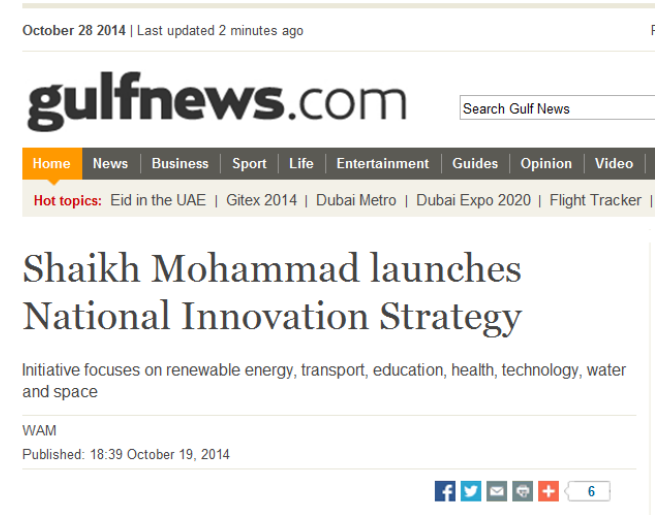 October 28 2014 | Last updated 2 minutes ago
gulfnews.com
Search Gulf News
Home News Business Sport Life Entertainment Guides Opinion Video
Hot topics: Eid in the UAE | Gitex 2014 | Dubai Metro | Dubai Expo 2020 | Flight Tracker |
Shaikh Mohammad launches
National Innovation Strategy
Initiative focuses on renewable energy, transport, education, health, technology, water
and space
WAM
Published: 18:39 October 19, 2014
6